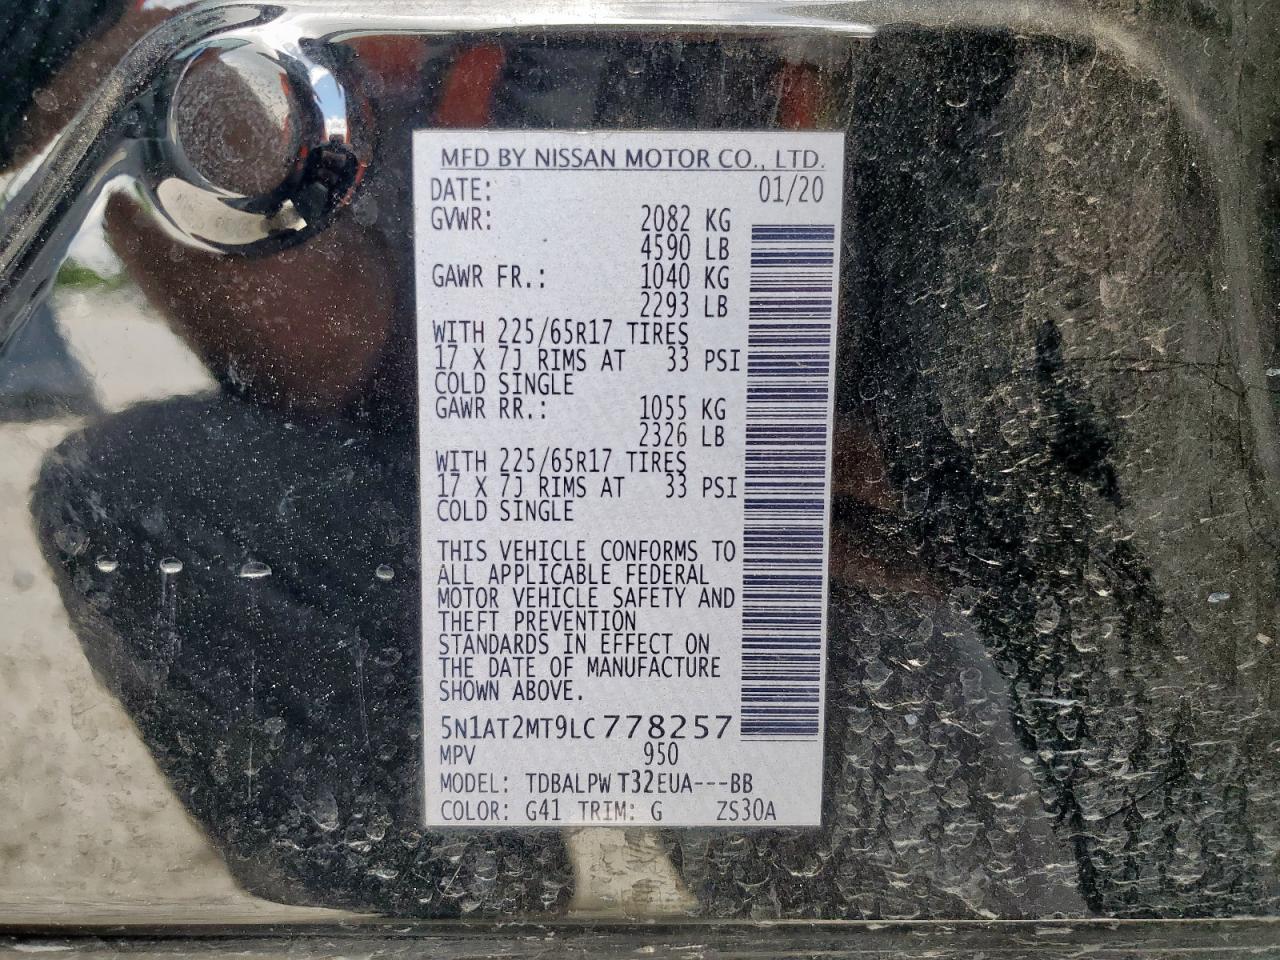 MFD BY NISSAN MOTOR CO., LTD.
DATE: 01/20
GVWR: 2082 KG
4590 LB
GAWR FR.: 1040 KG
2293 LB
WITH 225/65R17 TIRES
17 X 7J RIMS AT 33 PSI
COLD SINGLE
GAWR RR.: 1055 KG
2326 LB
WITH 225/65R17 TIRES
17 X 7J RIMS AT 33 PSI
COLD SINGLE
THIS VEHICLE CONFORMS TO
ALL APPLICABLE FEDERAL
MOTOR VEHICLE SAFETY AND
THEFT PREVENTION
STANDARDS IN EFFECT ON
THE DATE OF MANUFACTURE
SHOWN ABOVE.
5N1AT2MT9LC778257
MPV 950
MODEL: TDBALPW T32EUA---BB
COLOR: G41 TRIM: G ZS30A